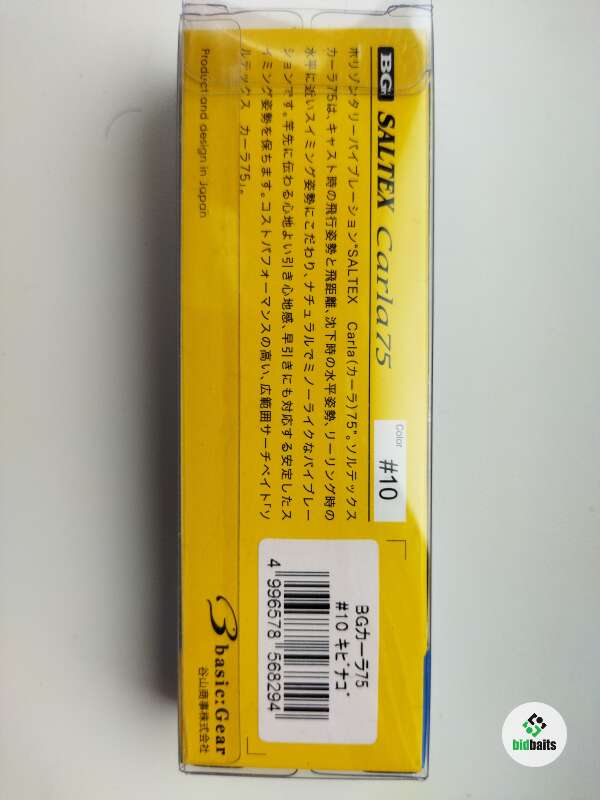 BG SALTEX Carla75
Color
#10
ホリゾンタリーバイブレーション"SALTEX Carla(カーラ)75"。ソルテックス
カーラ75は、キャスト時の飛行姿勢と飛距離、沈下時の水平姿勢、リーリング時の
水平に近いスイミング姿勢にこだわり、ナチュラルでミノーライクなバイブレー
ションです。竿先に伝わる心地よい引き心地感、早引きにも対応する安定したス
イミング姿勢を保ちます。コストパフォーマンスの高い、広範囲サーチベイト「ソ
ルテックス カーラ75」。
Product and design in Japan
BGカーラ75
#10 キビナゴ
4 996578 568294
basic:Gear
谷山商事株式会社
bidbaits